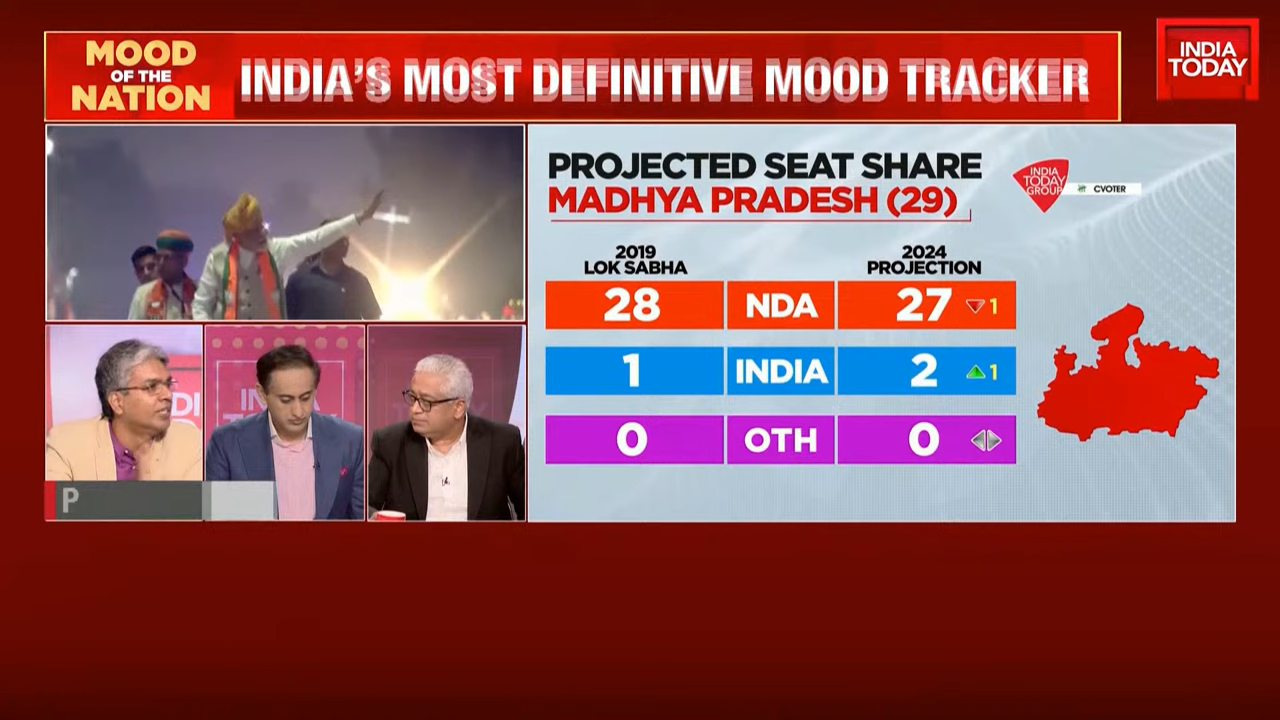 MOOD
OF THE
NATION
INDIA'S MOST DEFINITIVE MOOD TRACKER
INDIA
TODAY
PROJECTED SEAT SHARE
MADHYA PRADESH (29)
INDIA
TODAY
GROUP
CVOTER
2019
LOK SABHA
2024
PROJECTION
28 NDA 27 1
1 INDIA 2 1
0 OTH 0
P